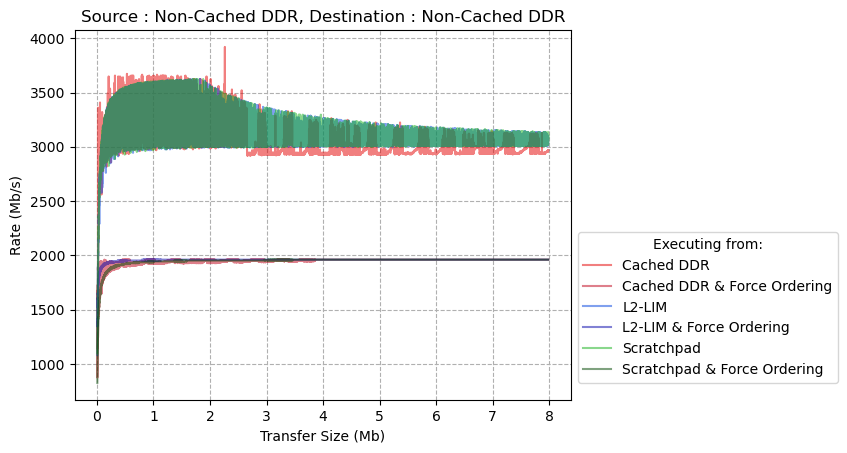 Source : Non-Cached DDR, Destination : Non-Cached DDR
4000
3500
3000
2500
2000
1500
1000
Rate (Mb/s)
0 1 2 3 4 5 6 7 8
Transfer Size (Mb)
Executing from:
Cached DDR
Cached DDR & Force Ordering
L2-LIM
L2-LIM & Force Ordering
Scratchpad
Scratchpad & Force Ordering